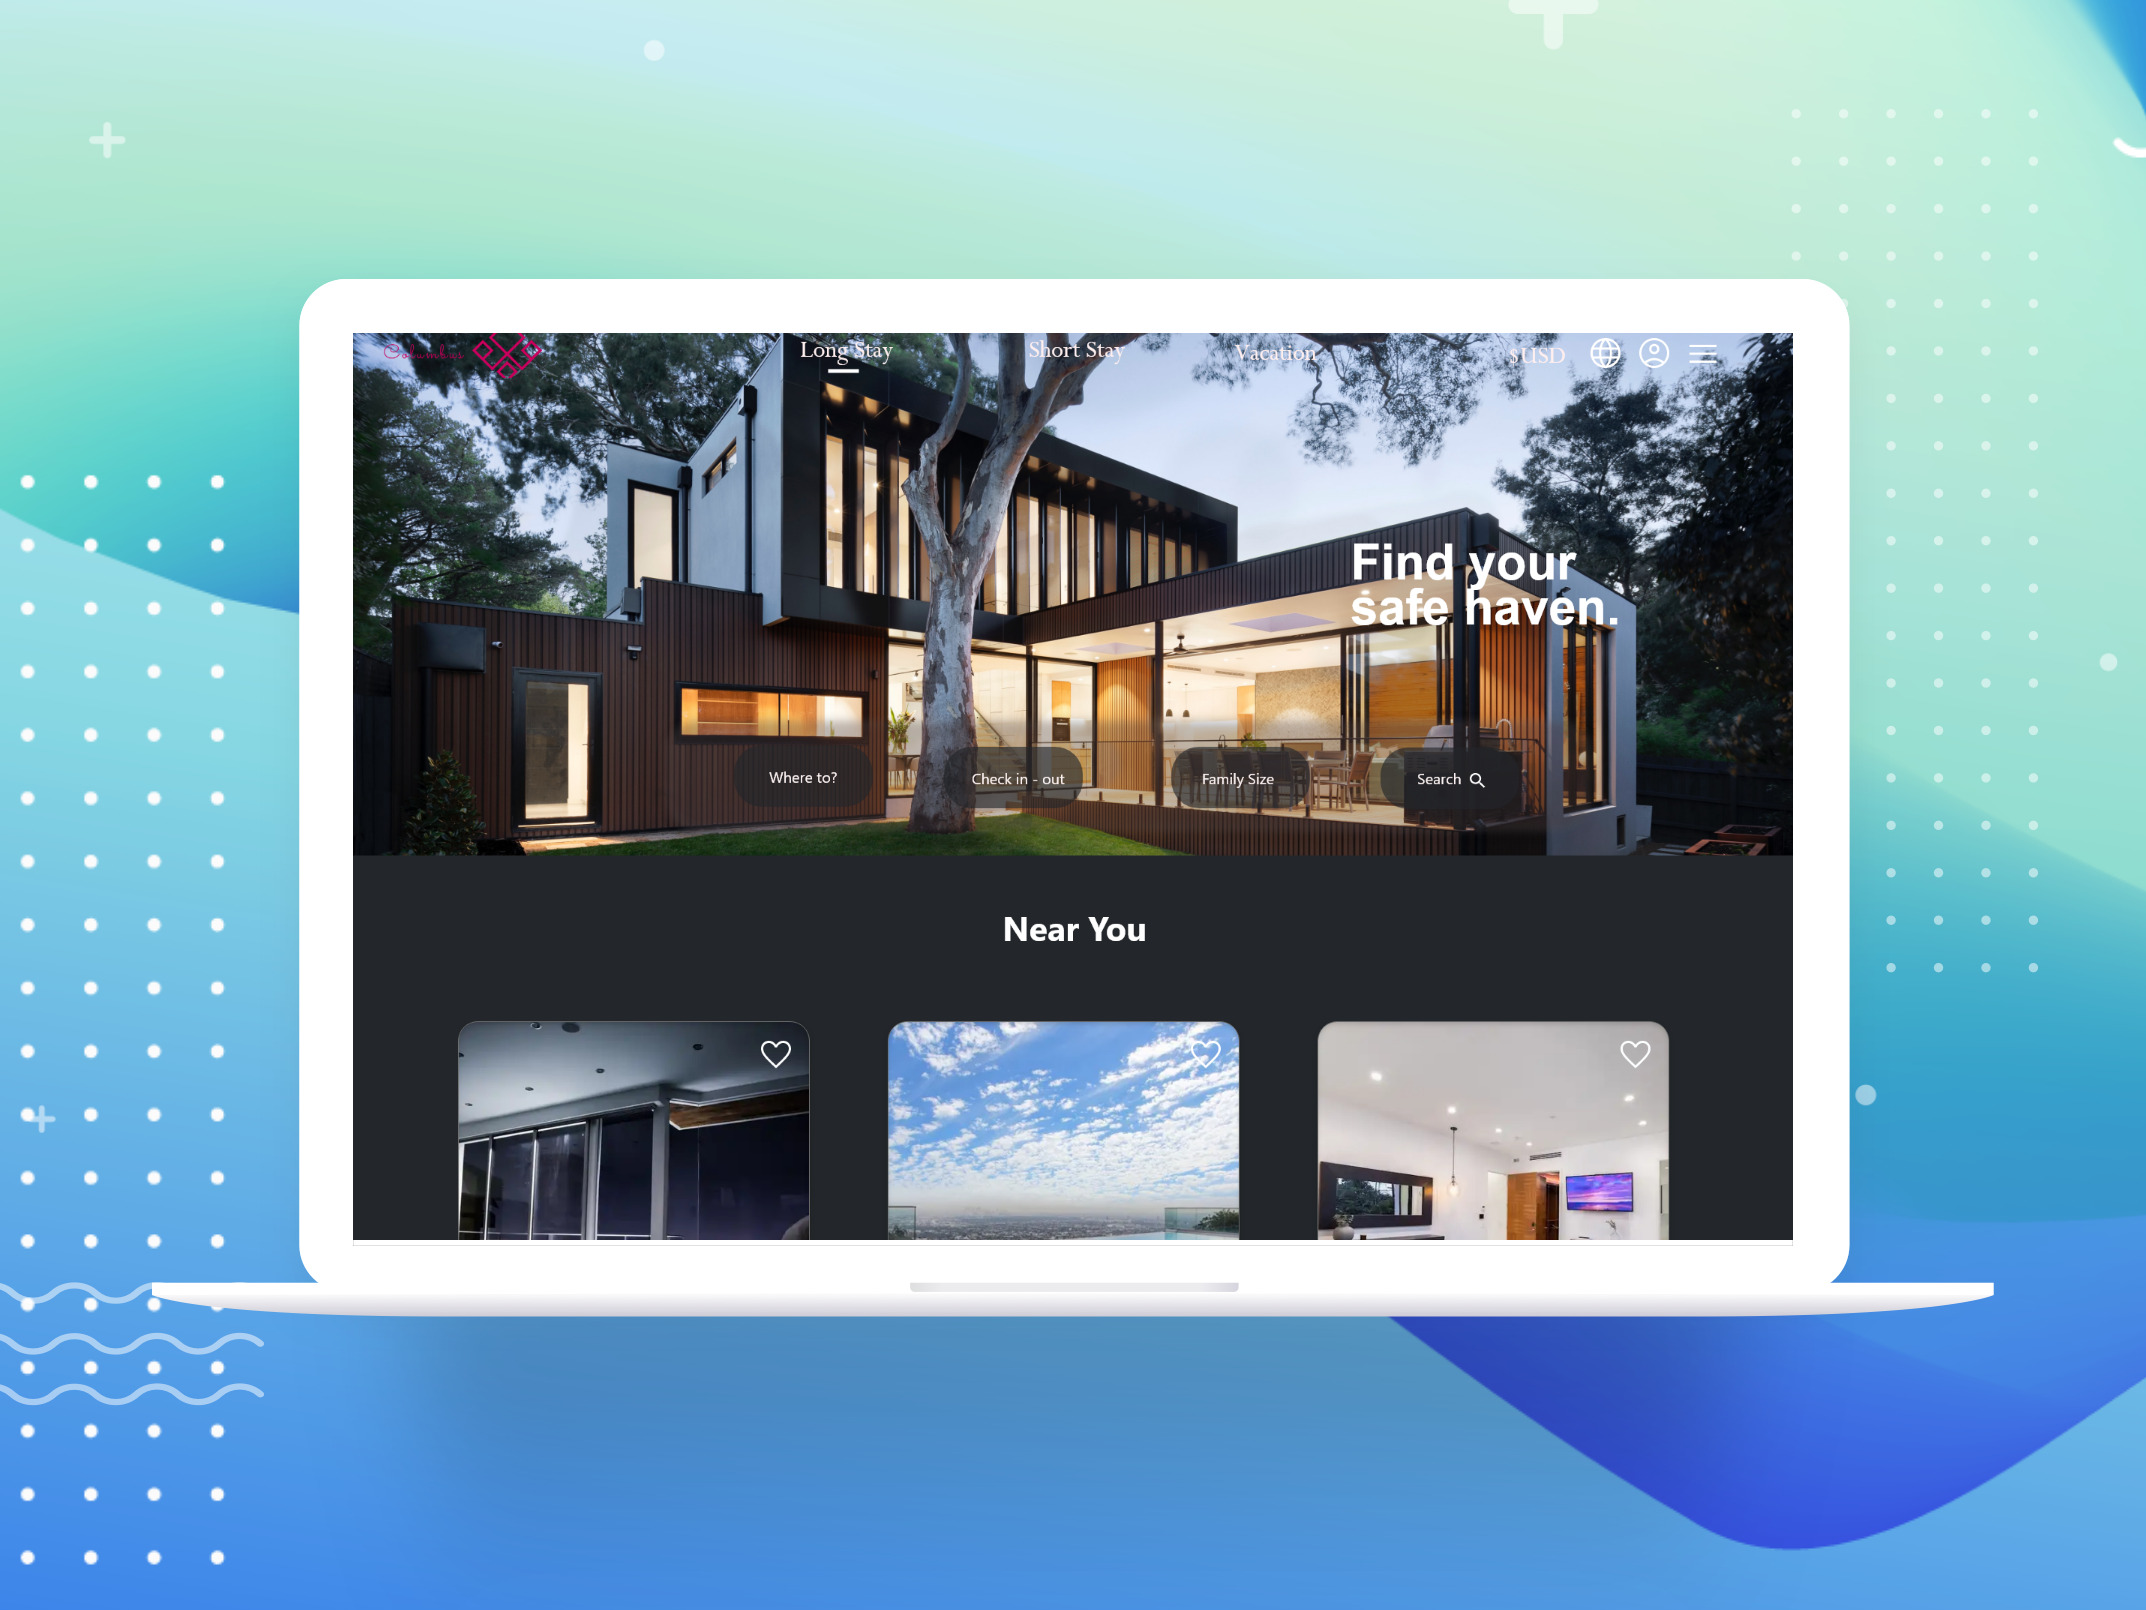 Columbus
Long Stay
Short Stay
Vacation
$USD
Find your
safe haven.
Where to?
Check in - out
Family Size
Search
Near You